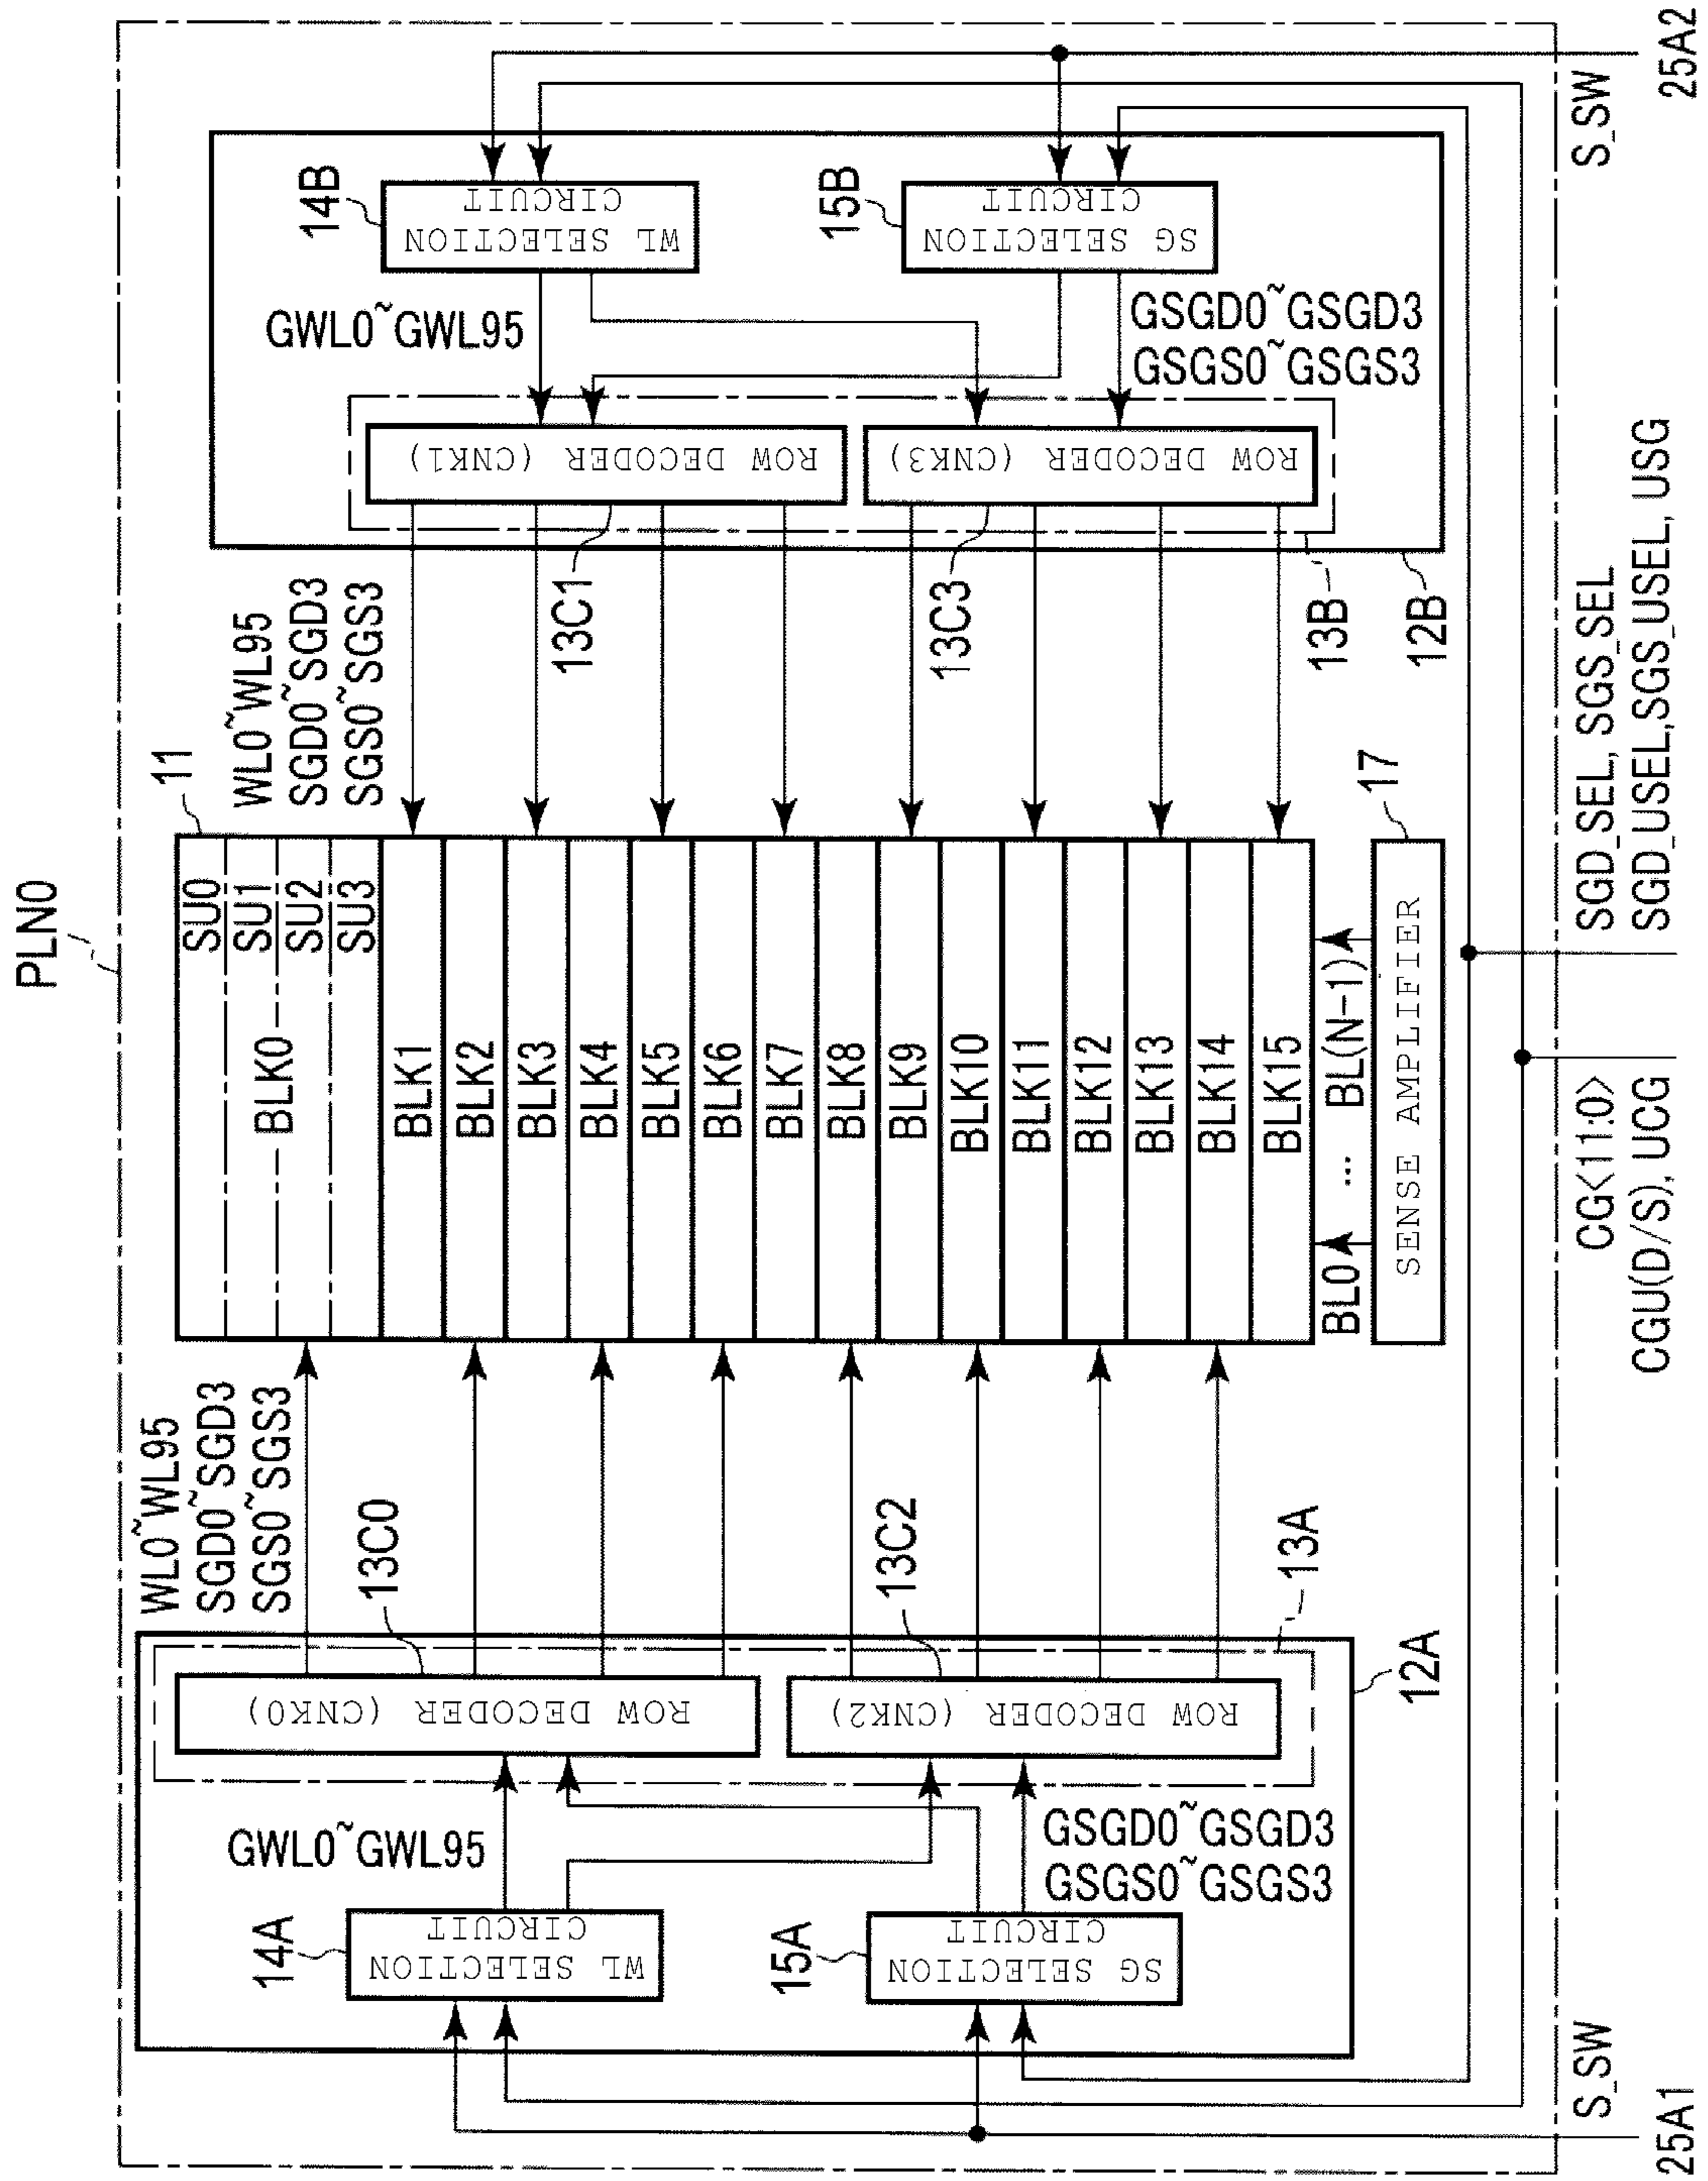 PLN0
11
WL0~WL95
SGD0~SGD3
SGS0~SGS3
WL0~WL95
SGD0~SGD3
SGS0~SGS3
12A
13A
13C0
ROW DECODER (CNK0)
13C2
ROW DECODER (CNK2)
GWL0~GWL95
GSGD0~GSGD3
GSGS0~GSGS3
14A
WL SELECTION
CIRCUIT
15A
SG SELECTION
CIRCUIT
SU0
SU1
BLK0
SU2
SU3
BLK1
BLK2
BLK3
BLK4
BLK5
BLK6
BLK7
BLK8
BLK9
BLK10
BLK11
BLK12
BLK13
BLK14
BLK15
BL0 ... BL(N-1)
SENSE AMPLIFIER
17
13C1
ROW DECODER (CNK1)
13C3
ROW DECODER (CNK3)
13B
12B
GWL0~GWL95
GSGD0~GSGD3
GSGS0~GSGS3
14B
WL SELECTION
CIRCUIT
15B
SG SELECTION
CIRCUIT
S_SW
25A1
CG<11:0>
CGU(D/S), UCG
SGD_SEL, SGS_SEL
SGD_USEL,SGS_USEL, USG
S_SW
25A2